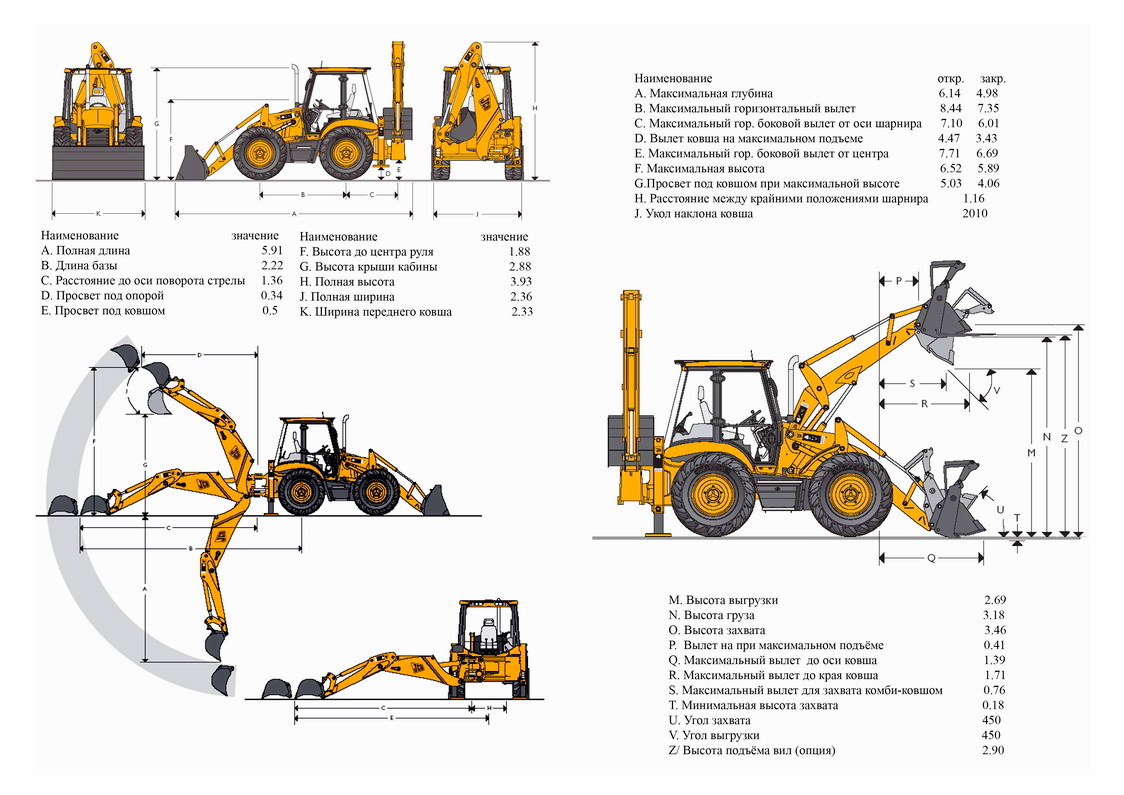 G
F
H
D
E
B
C
K
A
J
Наименование значение
A. Полная длина 5.91
B. Длина базы 2.22
C. Расстояние до оси поворота стрелы 1.36
D. Просвет под опорой 0.34
E. Просвет под ковшом 0.5
Наименование значение
F. Высота до центра руля 1.88
G. Высота крыши кабины 2.88
H. Полная высота 3.93
J. Полная ширина 2.36
K. Ширина переднего ковша 2.33
D
F
G
C
B
A
C
H
E
Наименование откр. закр.
A. Максимальная глубина 6.14 4.98
B. Максимальный горизонтальный вылет 8.44 7.35
C. Максимальный гор. боковой вылет от оси шарнира 7,10 6,01
D. Вылет ковша на максимальном подъеме 4.47 3.43
E. Максимальный гор. боковой вылет от центра 7.71 6.69
F. Максимальная высота 6.52 5.89
G.Просвет под ковшом при максимальной высоте 5.03 4.06
H. Расстояние между крайними положениями шарнира 1.16
J. Укол наклона ковша 2010
P
S
V
R
O
N
Z
M
U
T
Q
M. Высота выгрузки 2.69
N. Высота груза 3.18
O. Высота захвата 3.46
P. Вылет на при максимальном подъёме 0.41
Q. Максимальный вылет до оси ковша 1.39
R. Максимальный вылет до края ковша 1.71
S. Максимальный вылет для захвата комби-ковшом 0,76
T. Минимальная высота захвата 0,18
U. Угол захвата 450
V. Угол выгрузки 450
Z/ Высота подъёма вил (опция) 2.90